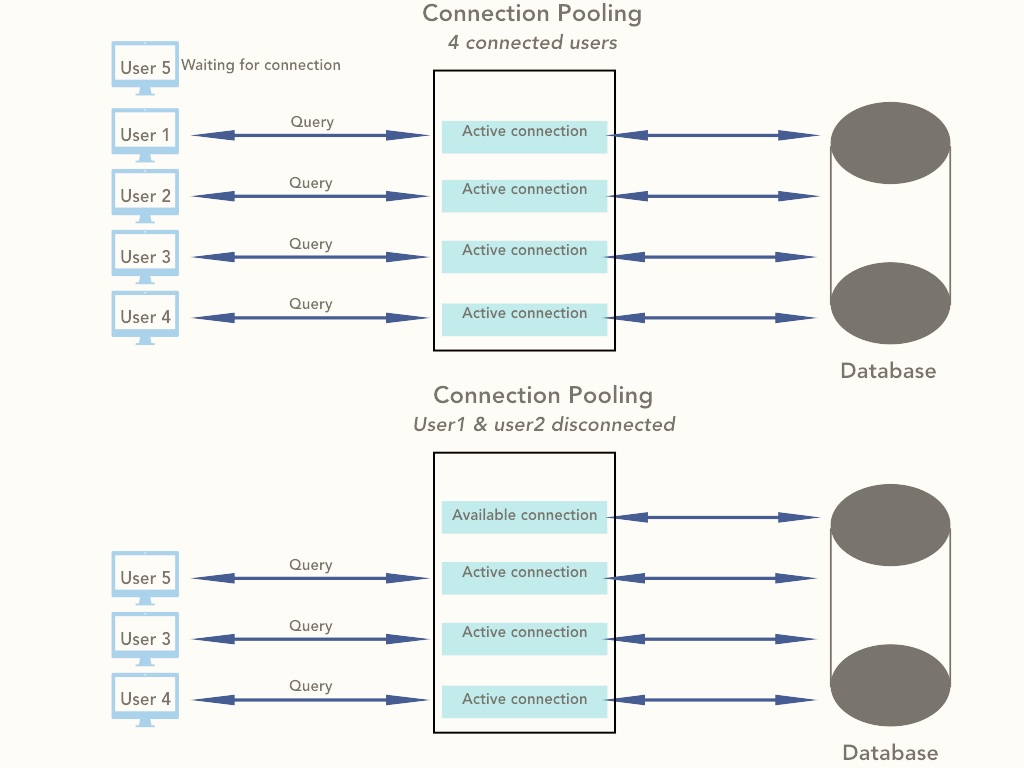 Connection Pooling
4 connected users
User 5 Waiting for connection
User 1 Query Active connection
User 2 Query Active connection
User 3 Query Active connection
User 4 Query Active connection
Database
Connection Pooling
User1 & user2 disconnected
Available connection
User 5 Query Active connection
User 3 Query Active connection
User 4 Query Active connection
Database